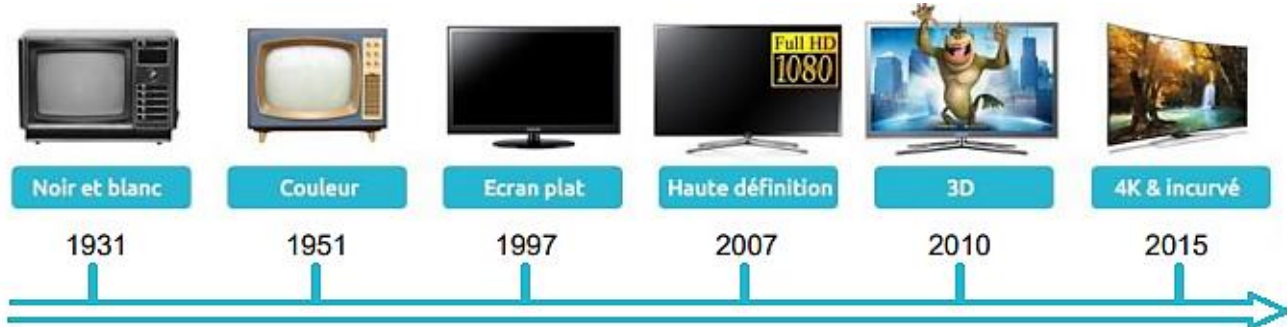 Full HD
1080
Noir et blanc
Couleur
Ecran plat
Haute définition
3D
4K & incurvé
1931
1951
1997
2007
2010
2015